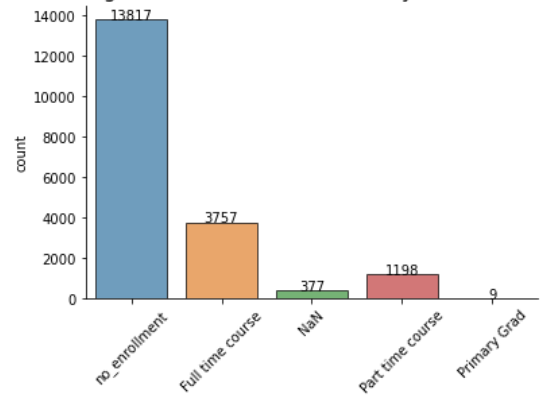 14000
12000
10000
8000
6000
4000
2000
0
count
13817
3757
377
1198
9
no_enrollment
Full time course
NaN
Part time course
Primary Grad